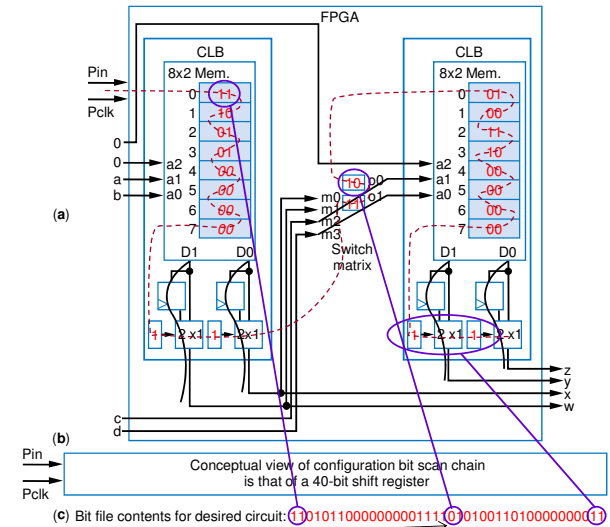 FPGA
CLB
CLB
8x2 Mem.
8x2 Mem.
Pin
Pclk
0 11
1 10
2 01
3 01
4 00
5 00
6 00
7 00
0 01
1 00
2 11
3 10
4 00
5 00
6 00
7 00
0
0 a2
a a1
b a0
a2
a1
a0
10 o0
11 o1
m0
m1
m2
m3
Switch
matrix
(a)
D1 D0
D1 D0
1 2x1 1 2x1
1 2x1 1 2x1
z
y
x
w
c
d
(b)
Pin
Pclk
Conceptual view of configuration bit scan chain
is that of a 40-bit shift register
(c) Bit file contents for desired circuit: 1101011000000000111101010011010000000011